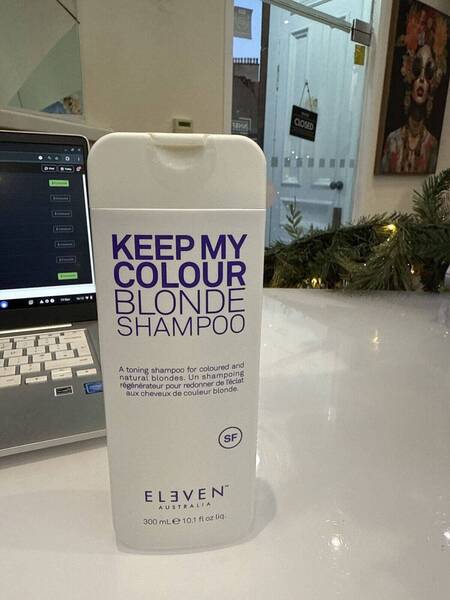 CLOSED
KEEP MY
COLOUR
BLONDE
SHAMPOO
A toning shampoo for coloured and
natural blondes. Un shampoing
régénérateur pour redonner de l'éclat
aux cheveux de couleur blonde.
SF
ELEVEN™
AUSTRALIA
300 mL ℮ 10.1 fl oz liq.